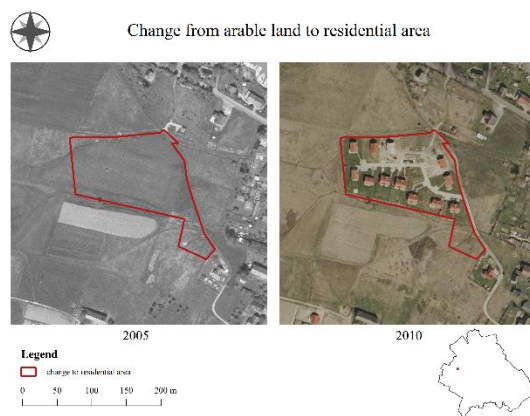 Change from arable land to residential area
2005
2010
Legend
change to residential area
0 50 100 150 200 m